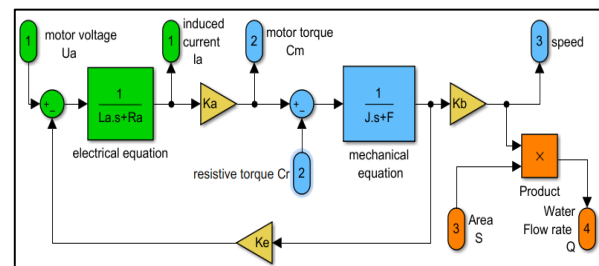 motor voltage
Ua
1
induced
current
Ia
1
motor torque
Cm
2
speed
3
+
−
1
La.s+Ra
electrical equation
Ka
+
−
1
J.s+F
mechanical
equation
Kb
resistive torque Cr
2
×
Product
Area
S
3
Water
Flow rate
Q
4
Ke